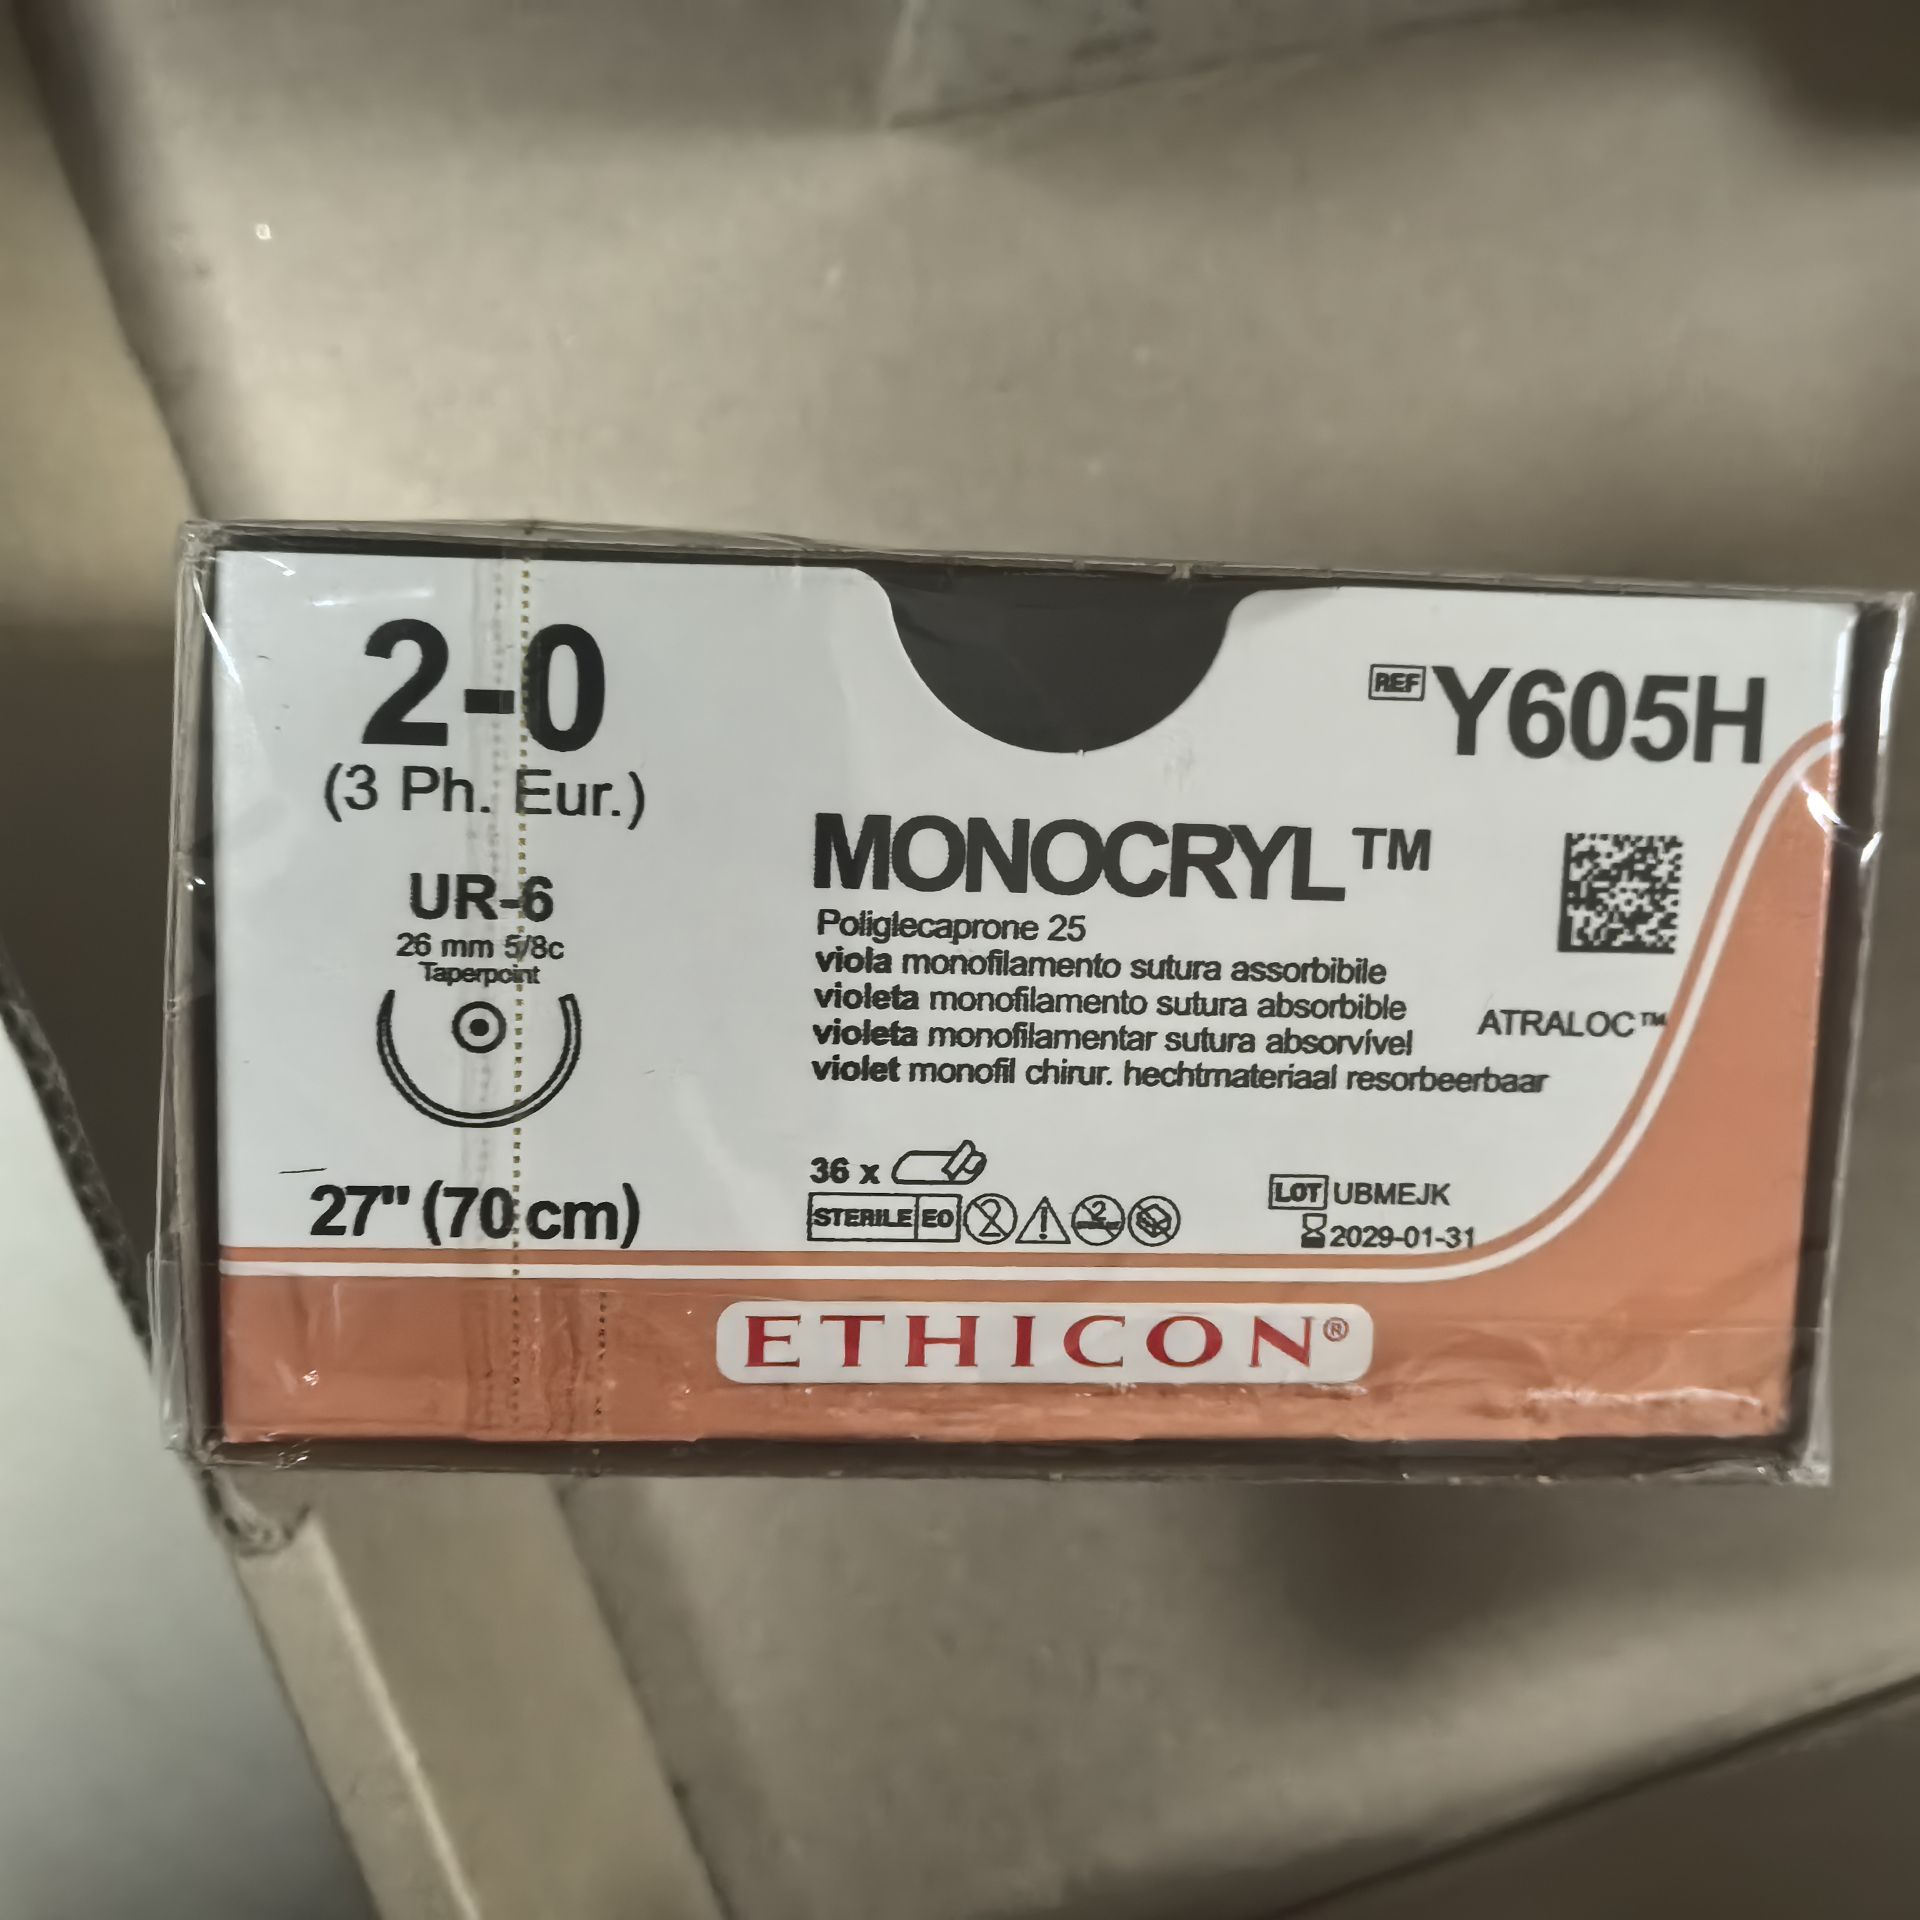 2-0
(3 Ph. Eur.)
UR-6
26 mm 5/8c
Taperpoint
27" (70 cm)
REF Y605H
MONOCRYL™
Poliglecaprone 25
viola monofilamento sutura assorbibile
violeta monofilamento sutura absorbible
violeta monofilamentar sutura absorvível
violet monofil chirur. hechtmateriaal resorbeerbaar
ATRALOC™
36 x
STERILE EO 2 2
LOT UBMEJK
2029-01-31
ETHICON®